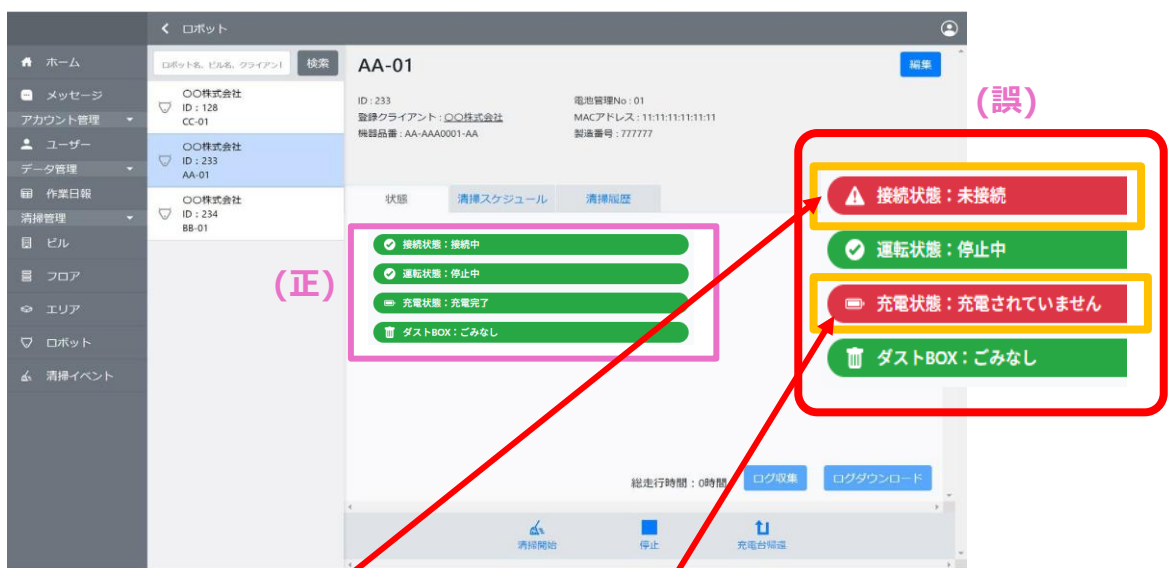 ロボット
ホーム
メッセージ
アカウント管理
ユーザー
データ管理
作業日報
清掃管理
ビル
フロア
エリア
ロボット
清掃イベント
ロボット名、ビル名、クライアント
検索
〇〇株式会社
ID：128
CC-01
〇〇株式会社
ID：233
AA-01
〇〇株式会社
ID：234
BB-01
AA-01
編集
ID : 233
登録クライアント : 〇〇株式会社
機器品番 : AA-AAA0001-AA
電池管理No : 01
MACアドレス : 11:11:11:11:11:11
製造番号 : 777777
状態
清掃スケジュール
清掃履歴
(正)
接続状態：接続中
運転状態：停止中
充電状態：充電完了
ダストBOX：ごみなし
(誤)
接続状態：未接続
運転状態：停止中
充電状態：充電されていません
ダストBOX：ごみなし
総走行時間：0時間
ログ収集
ログダウンロード
清掃開始
停止
充電台帰還